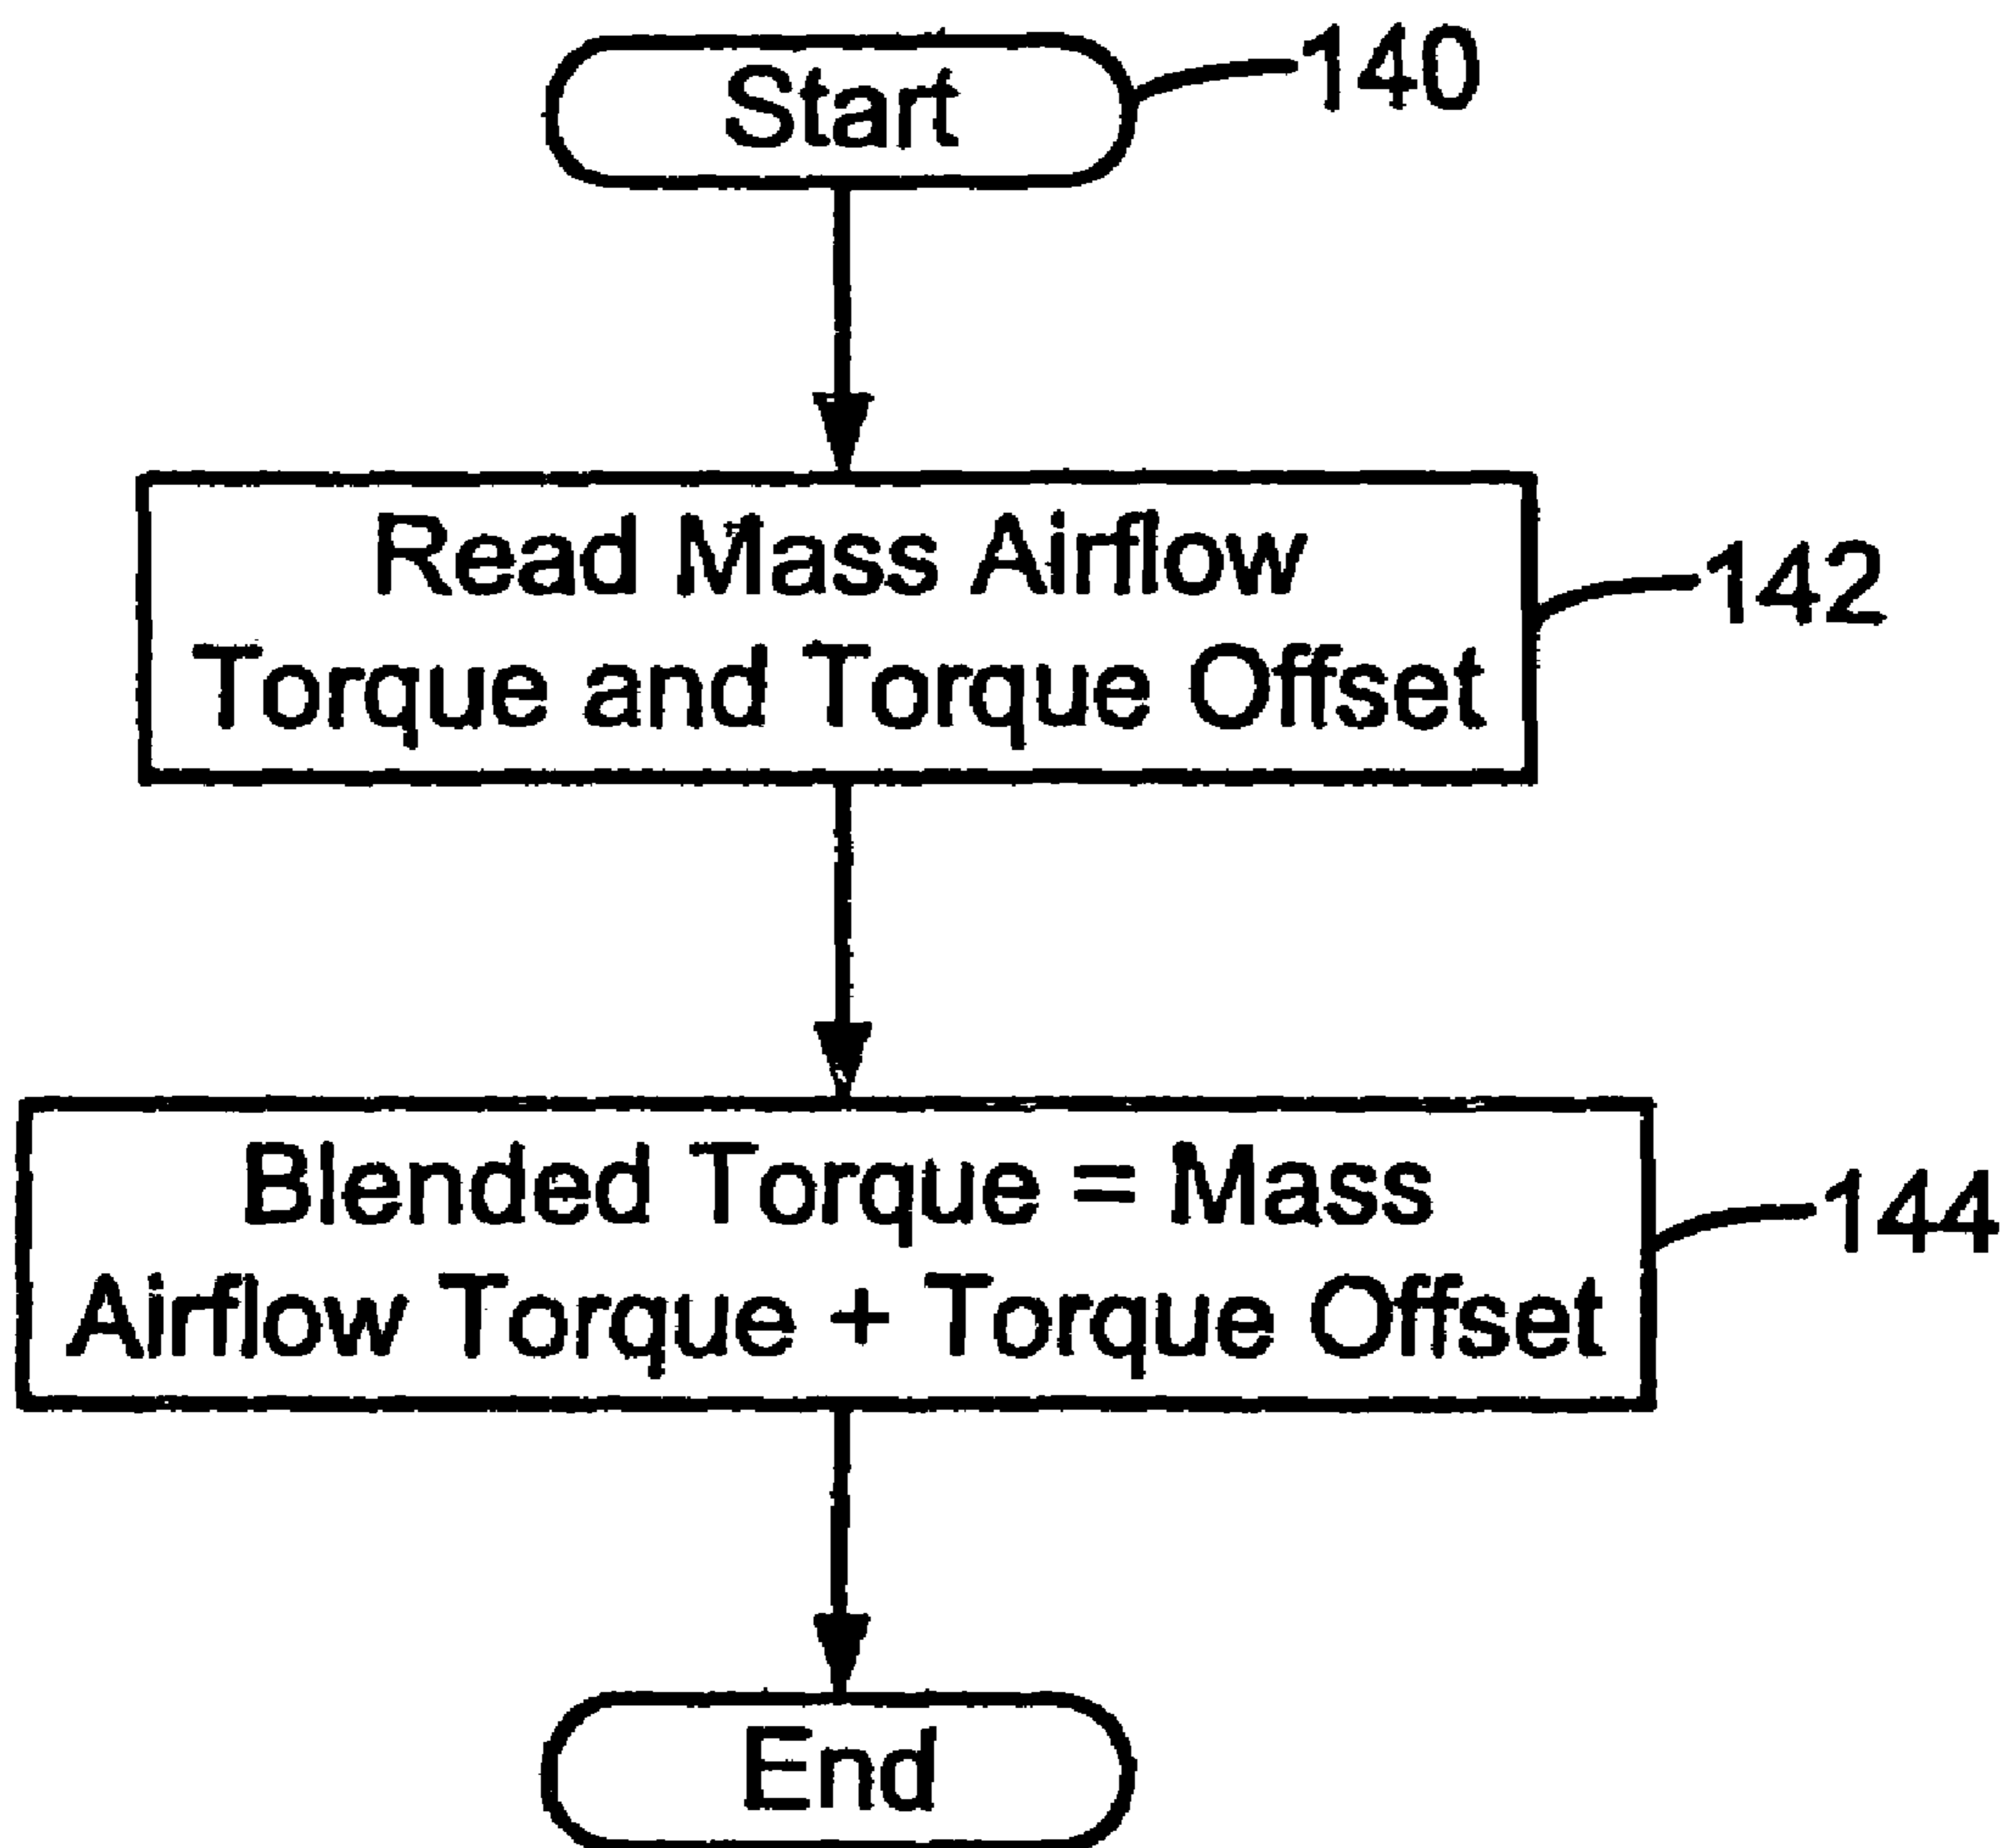 Start
140
Read Mass Airflow
Torque and Torque Offset
142
Blended Torque = Mass
Airflow Torque + Torque Offset
144
End